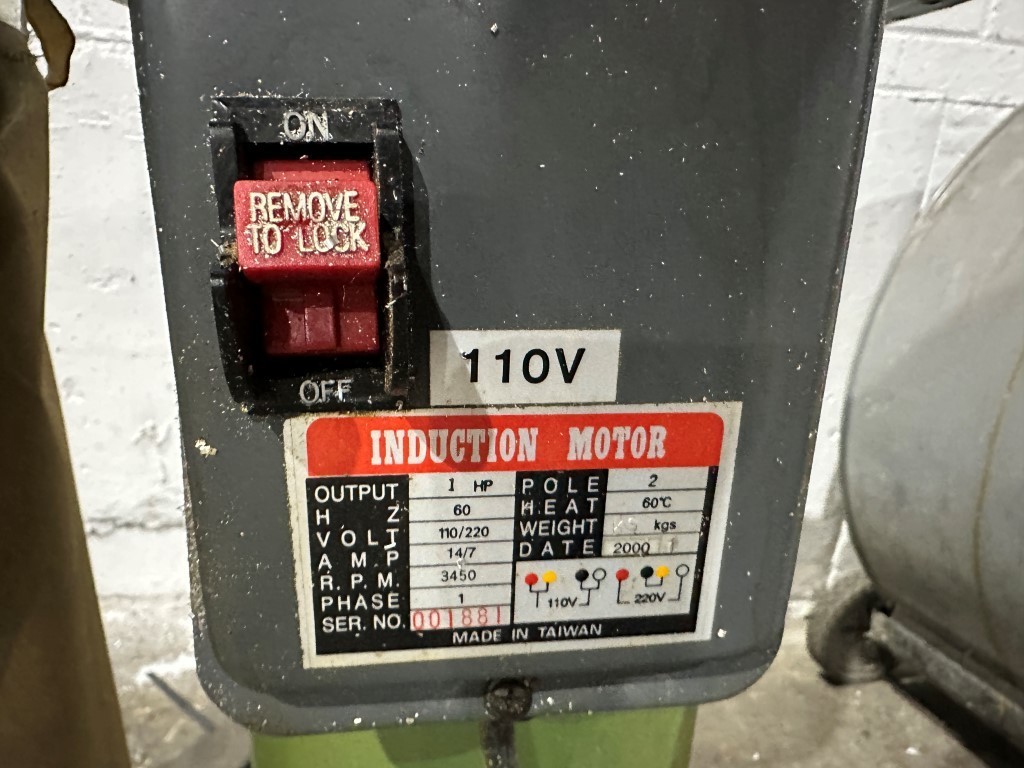 ON
REMOVE
TO LOCK
OFF
110V
INDUCTION MOTOR
OUTPUT 1 HP
HZ 60
VOLT 110/220
AMP 14/7
R.P.M. 3450
PHASE 1
SER. NO. 001881
POLE 2
HEAT 60℃
WEIGHT kgs
DATE 2000
110V 220V
MADE IN TAIWAN